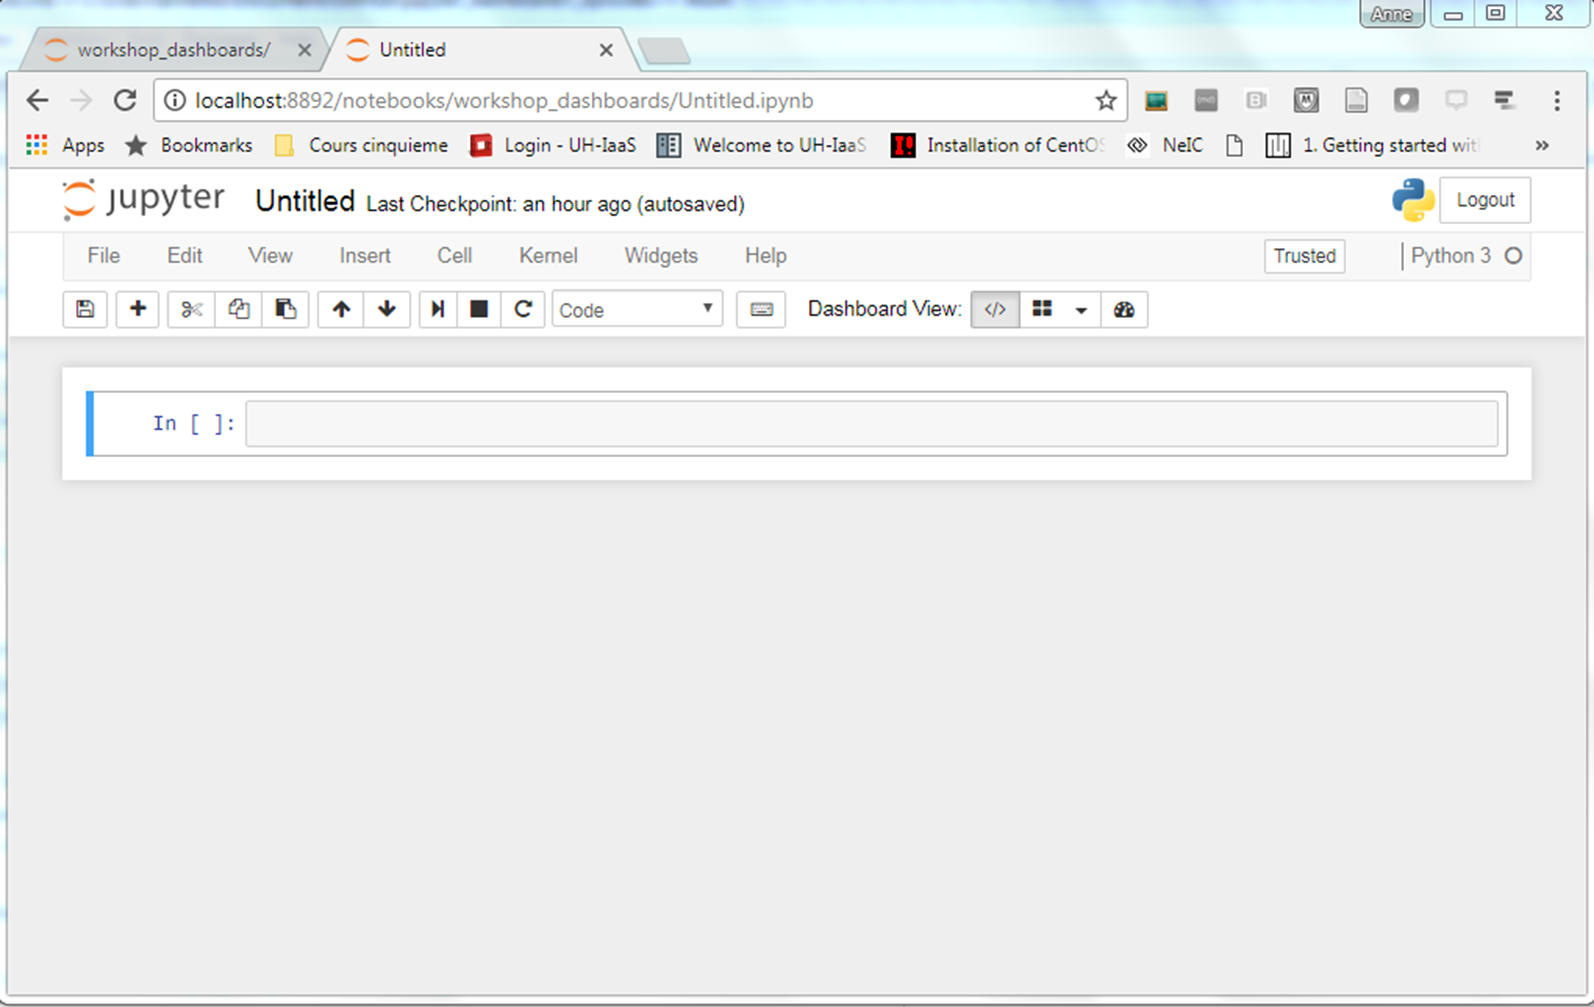 Anne
workshop_dashboards/ Untitled
localhost:8892/notebooks/workshop_dashboards/Untitled.ipynb
Apps Bookmarks Cours cinquieme Login - UH-IaaS Welcome to UH-IaaS Installation of CentOS NeIC 1. Getting started wit
jupyter Untitled Last Checkpoint: an hour ago (autosaved) Logout
File Edit View Insert Cell Kernel Widgets Help Trusted Python 3
Code Dashboard View: </>
In [ ]: